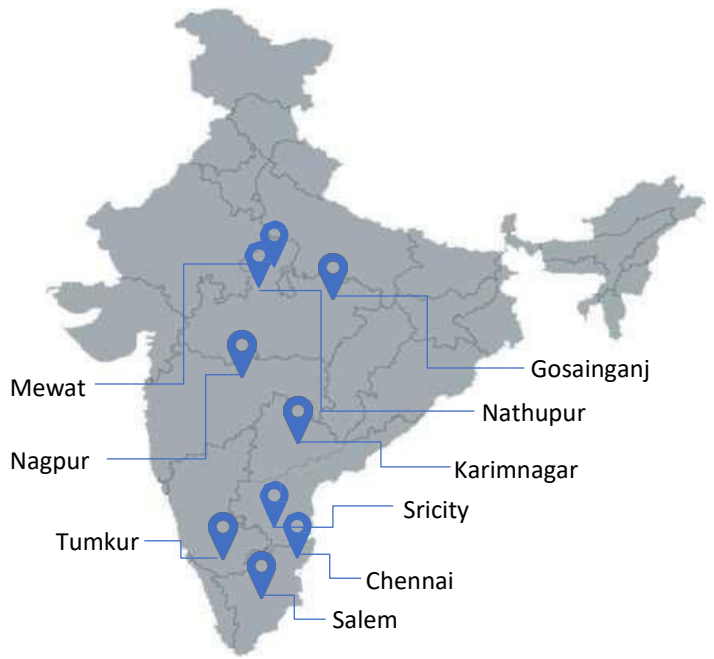 Gosainganj
Mewat
Nathupur
Nagpur
Karimnagar
Sricity
Tumkur
Chennai
Salem